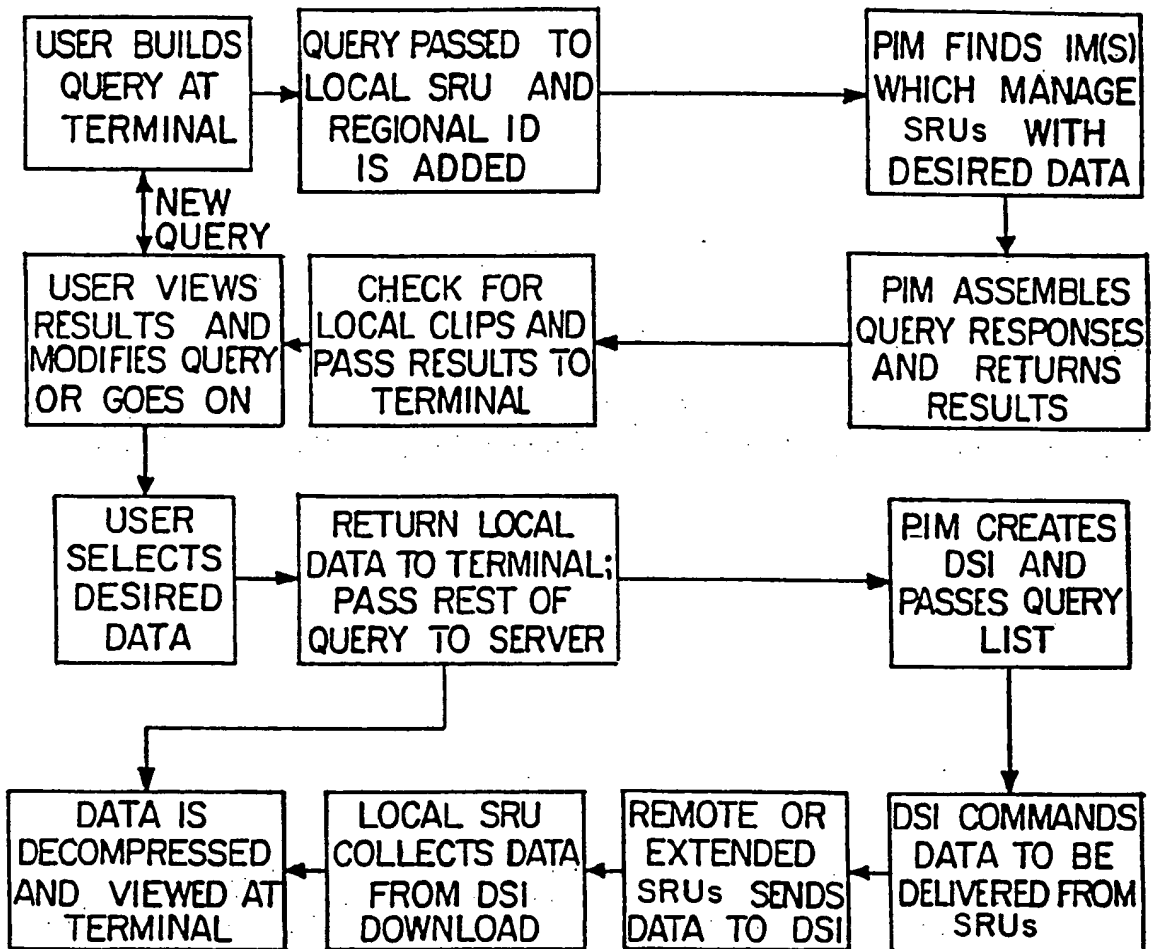 USER BUILDS
QUERY AT
TERMINAL
QUERY PASSED TO
LOCAL SRU AND
REGIONAL ID
IS ADDED
PIM FINDS IM(S)
WHICH MANAGE
SRUs WITH
DESIRED DATA
NEW
QUERY
USER VIEWS
RESULTS AND
MODIFIES QUERY
OR GOES ON
CHECK FOR
LOCAL CLIPS AND
PASS RESULTS TO
TERMINAL
PIM ASSEMBLES
QUERY RESPONSES
AND RETURNS
RESULTS
USER
SELECTS
DESIRED
DATA
RETURN LOCAL
DATA TO TERMINAL;
PASS REST OF
QUERY TO SERVER
PIM CREATES
DSI AND
PASSES QUERY
LIST
DATA IS
DECOMPRESSED
AND VIEWED AT
TERMINAL
LOCAL SRU
COLLECTS DATA
FROM DSI
DOWNLOAD
REMOTE OR
EXTENDED
SRUs SENDS
DATA TO DSI
DSI COMMANDS
DATA TO BE
DELIVERED FROM
SRUs